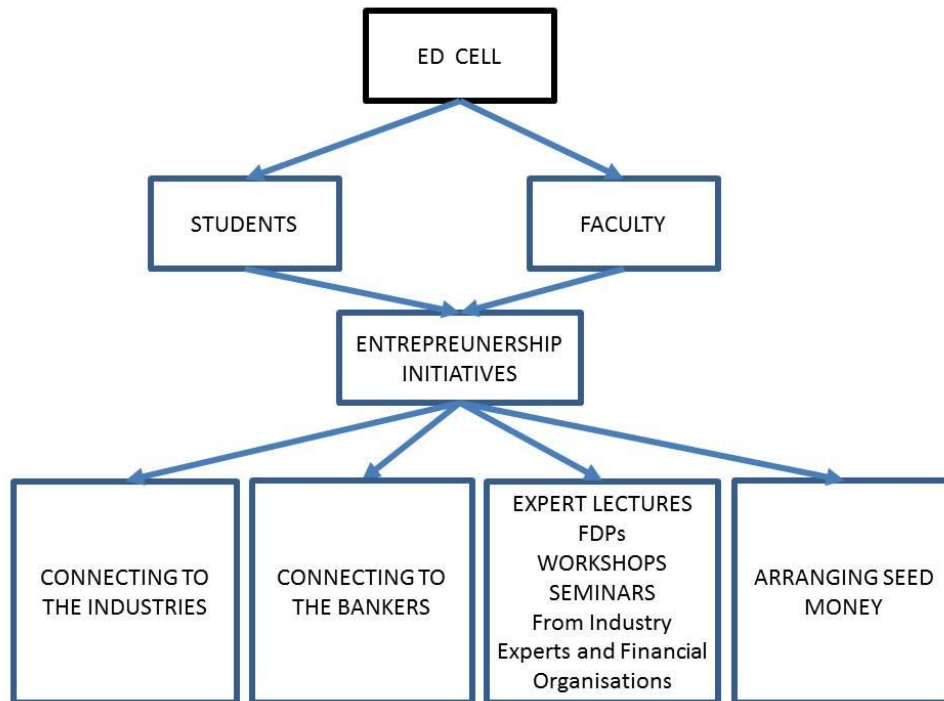 ED CELL
STUDENTS
FACULTY
ENTREPREUNERSHIP
INITIATIVES
CONNECTING TO
THE INDUSTRIES
CONNECTING TO
THE BANKERS
EXPERT LECTURES
FDPs
WORKSHOPS
SEMINARS
From Industry
Experts and Financial
Organisations
ARRANGING SEED
MONEY